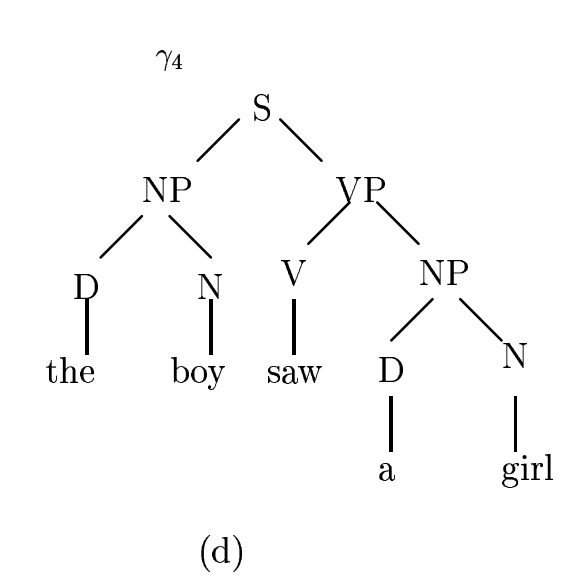 γ₄
S
NP VP
D N V NP
the boy saw D N
a girl
(d)